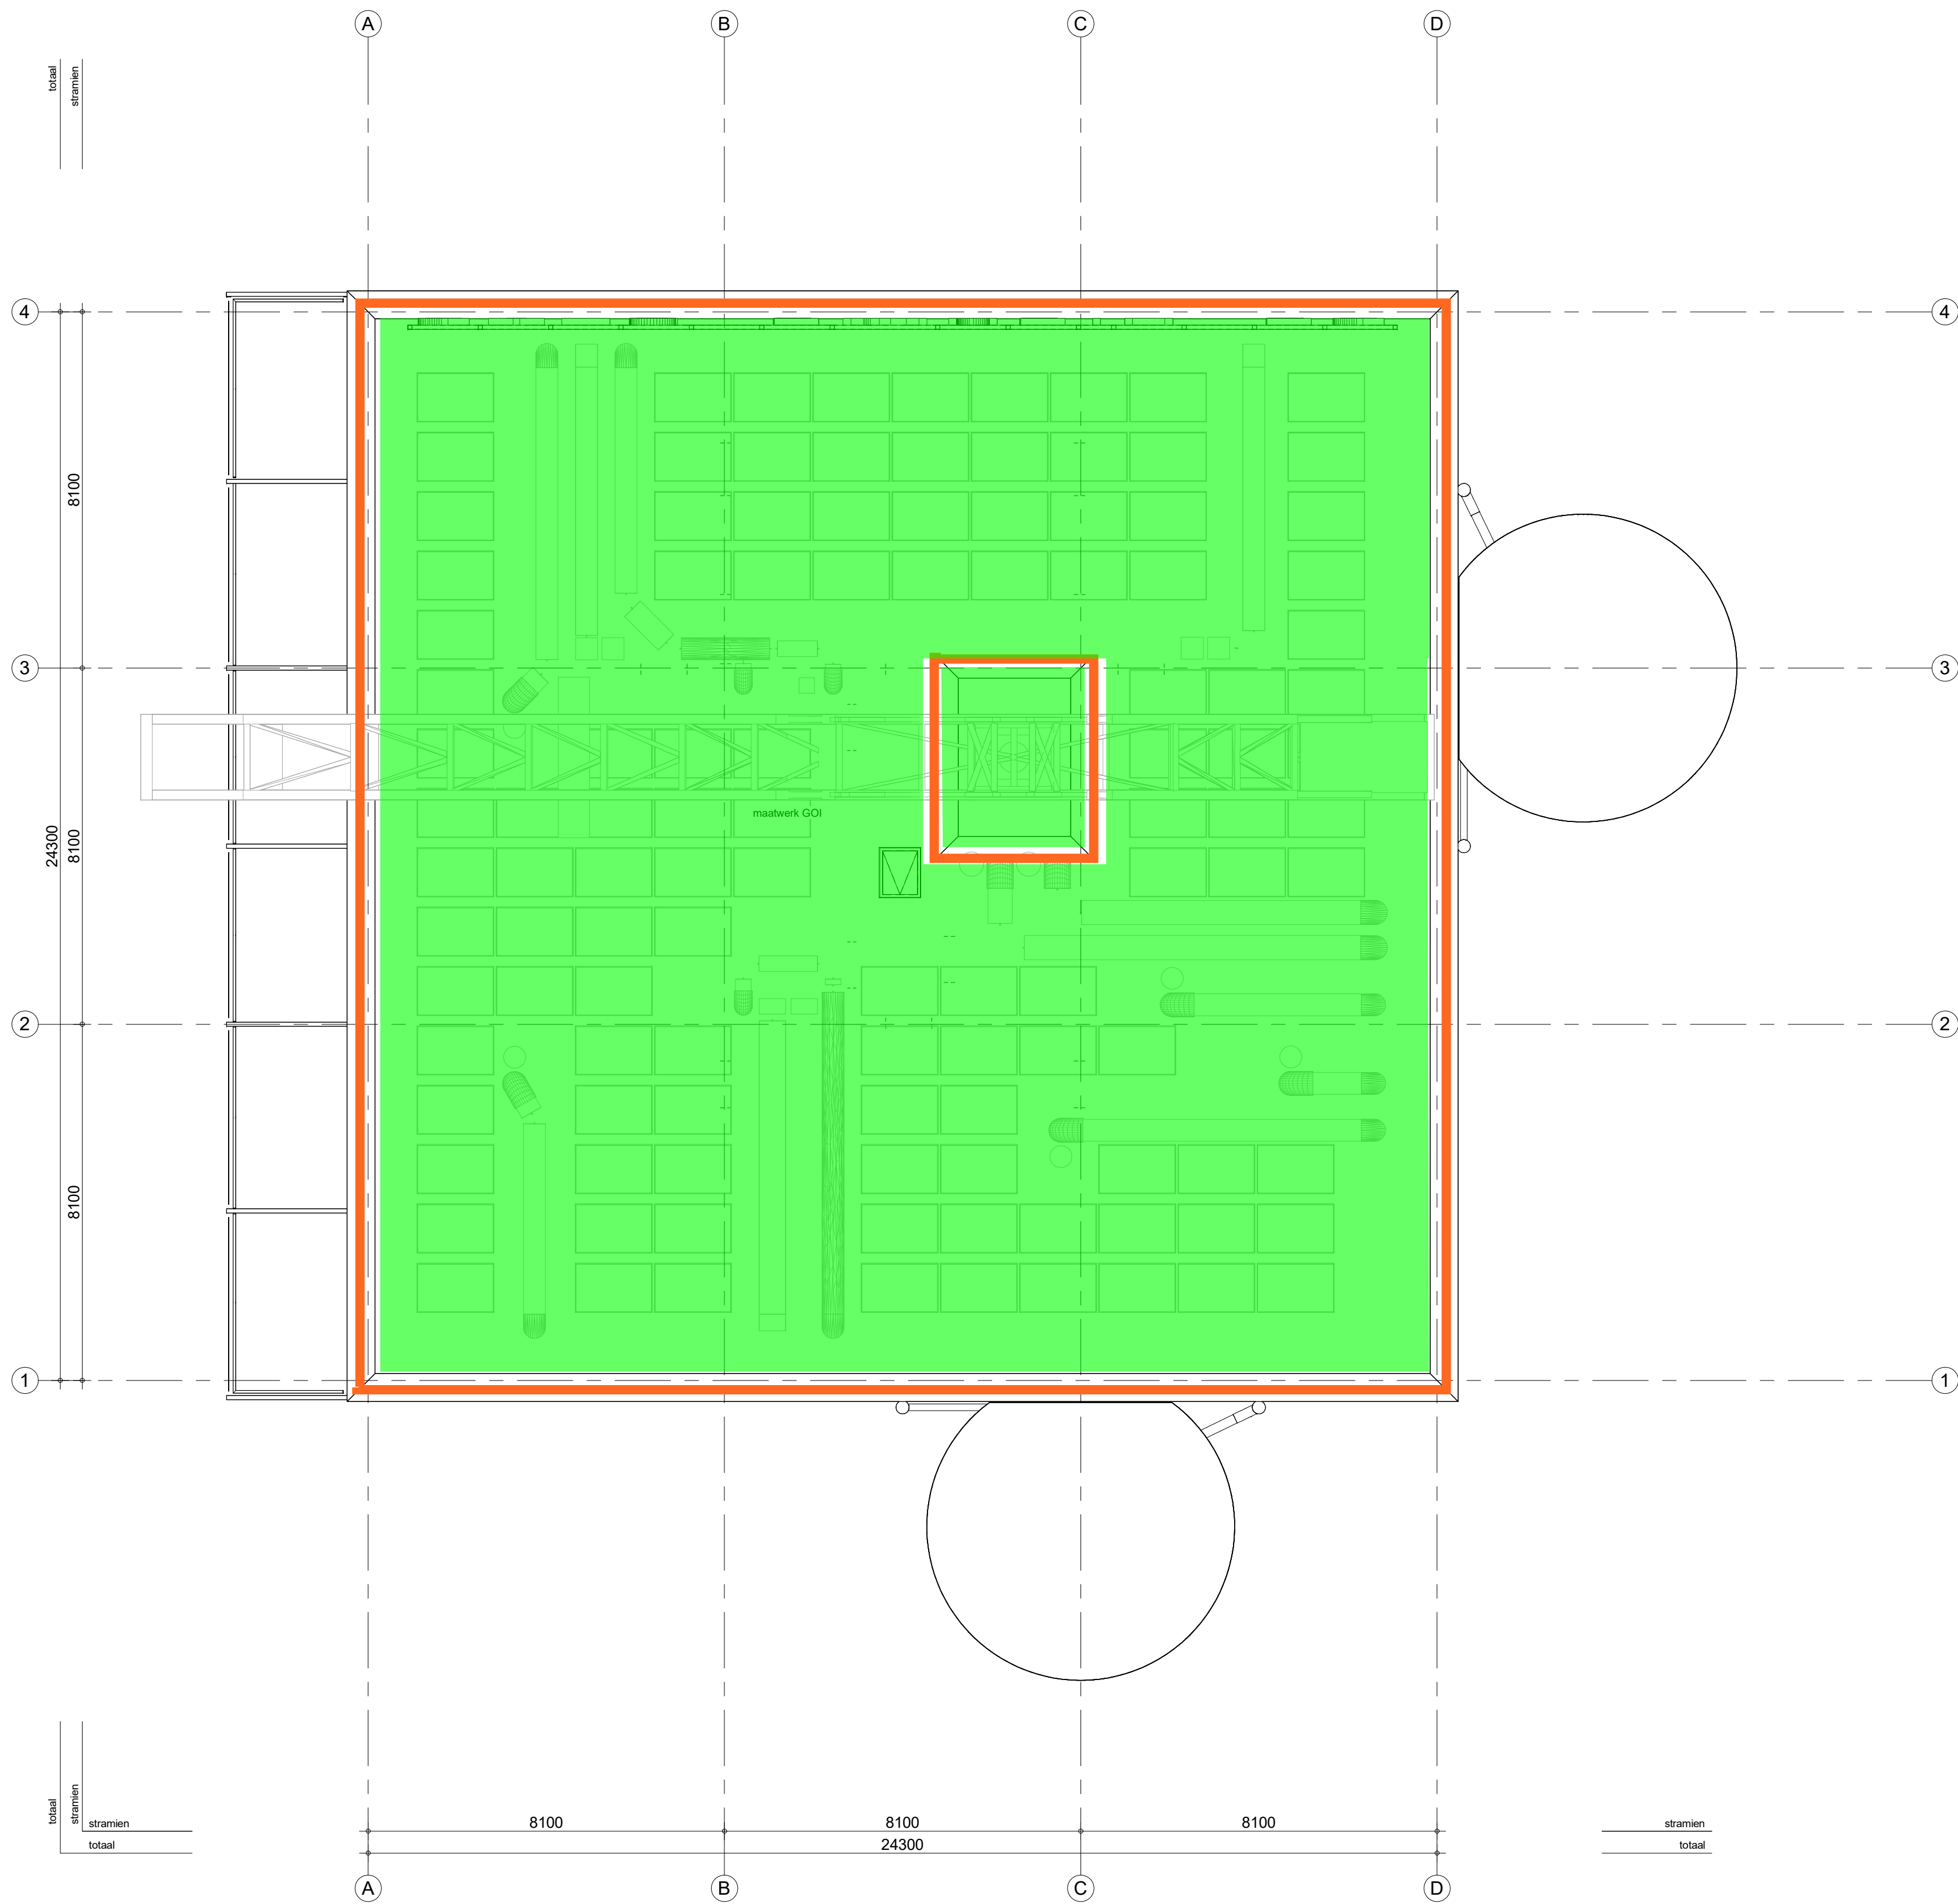 A B C D
totaal
stramien
4 4
8100
3 3
maatwerk GOI
24300
8100
2 2
8100
1 1
totaal
stramien
stramien
totaal
8100 8100 8100
24300
stramien
totaal
A B C D